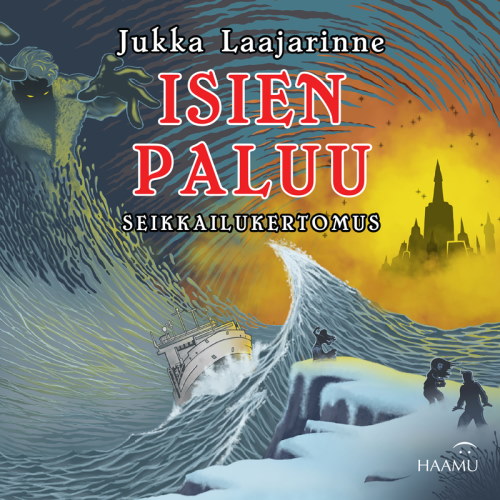 Jukka Laajarinne
ISIEN
PALUU
SEIKKAILUKERTOMUS
HAAMU